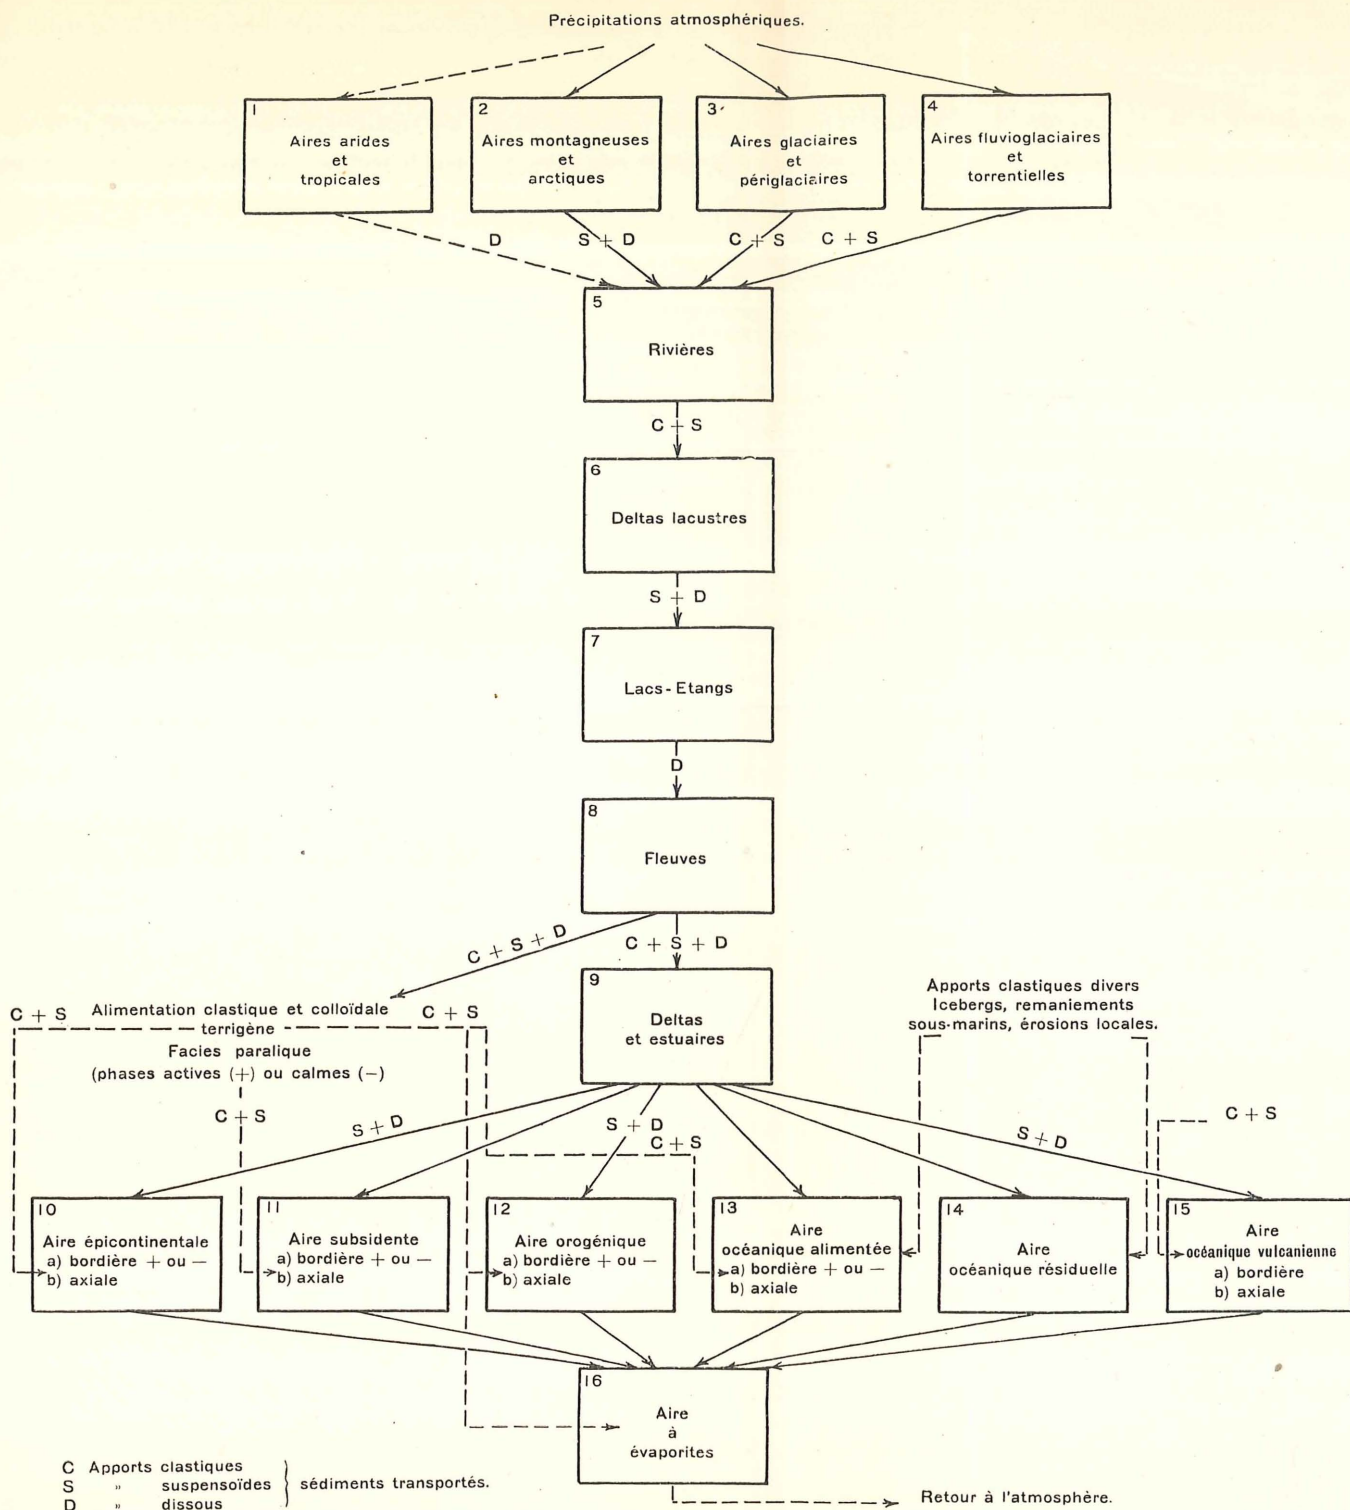 Précipitations atmosphériques.
1
Aires arides
et
tropicales
2
Aires montagneuses
et
arctiques
3
Aires glaciaires
et
périglaciaires
4
Aires fluvioglaciaires
et
torrentielles
D
S + D
C + S
C + S
5
Rivières
C + S
6
Deltas lacustres
S + D
7
Lacs - Etangs
D
8
Fleuves
C + S + D
C + S + D
9
Deltas
et estuaires
C + S
Alimentation clastique et colloïdale
terrigène
C + S
Facies paralique
(phases actives (+) ou calmes (-)
C + S
Apports clastiques divers
Icebergs, remaniements
sous-marins, érosions locales.
S + D
S + D
C + S
S + D
C + S
10
Aire épicontinentale
a) bordière + ou -
b) axiale
11
Aire subsidente
a) bordière + ou -
b) axiale
12
Aire orogénique
a) bordière + ou -
b) axiale
13
Aire
océanique alimentée
a) bordière + ou -
b) axiale
14
Aire
océanique résiduelle
15
Aire
océanique vulcanienne
a) bordière
b) axiale
16
Aire
à
évaporites
C Apports clastiques
S " suspensoïdes
D " dissous
sédiments transportés.
Retour à l'atmosphère.